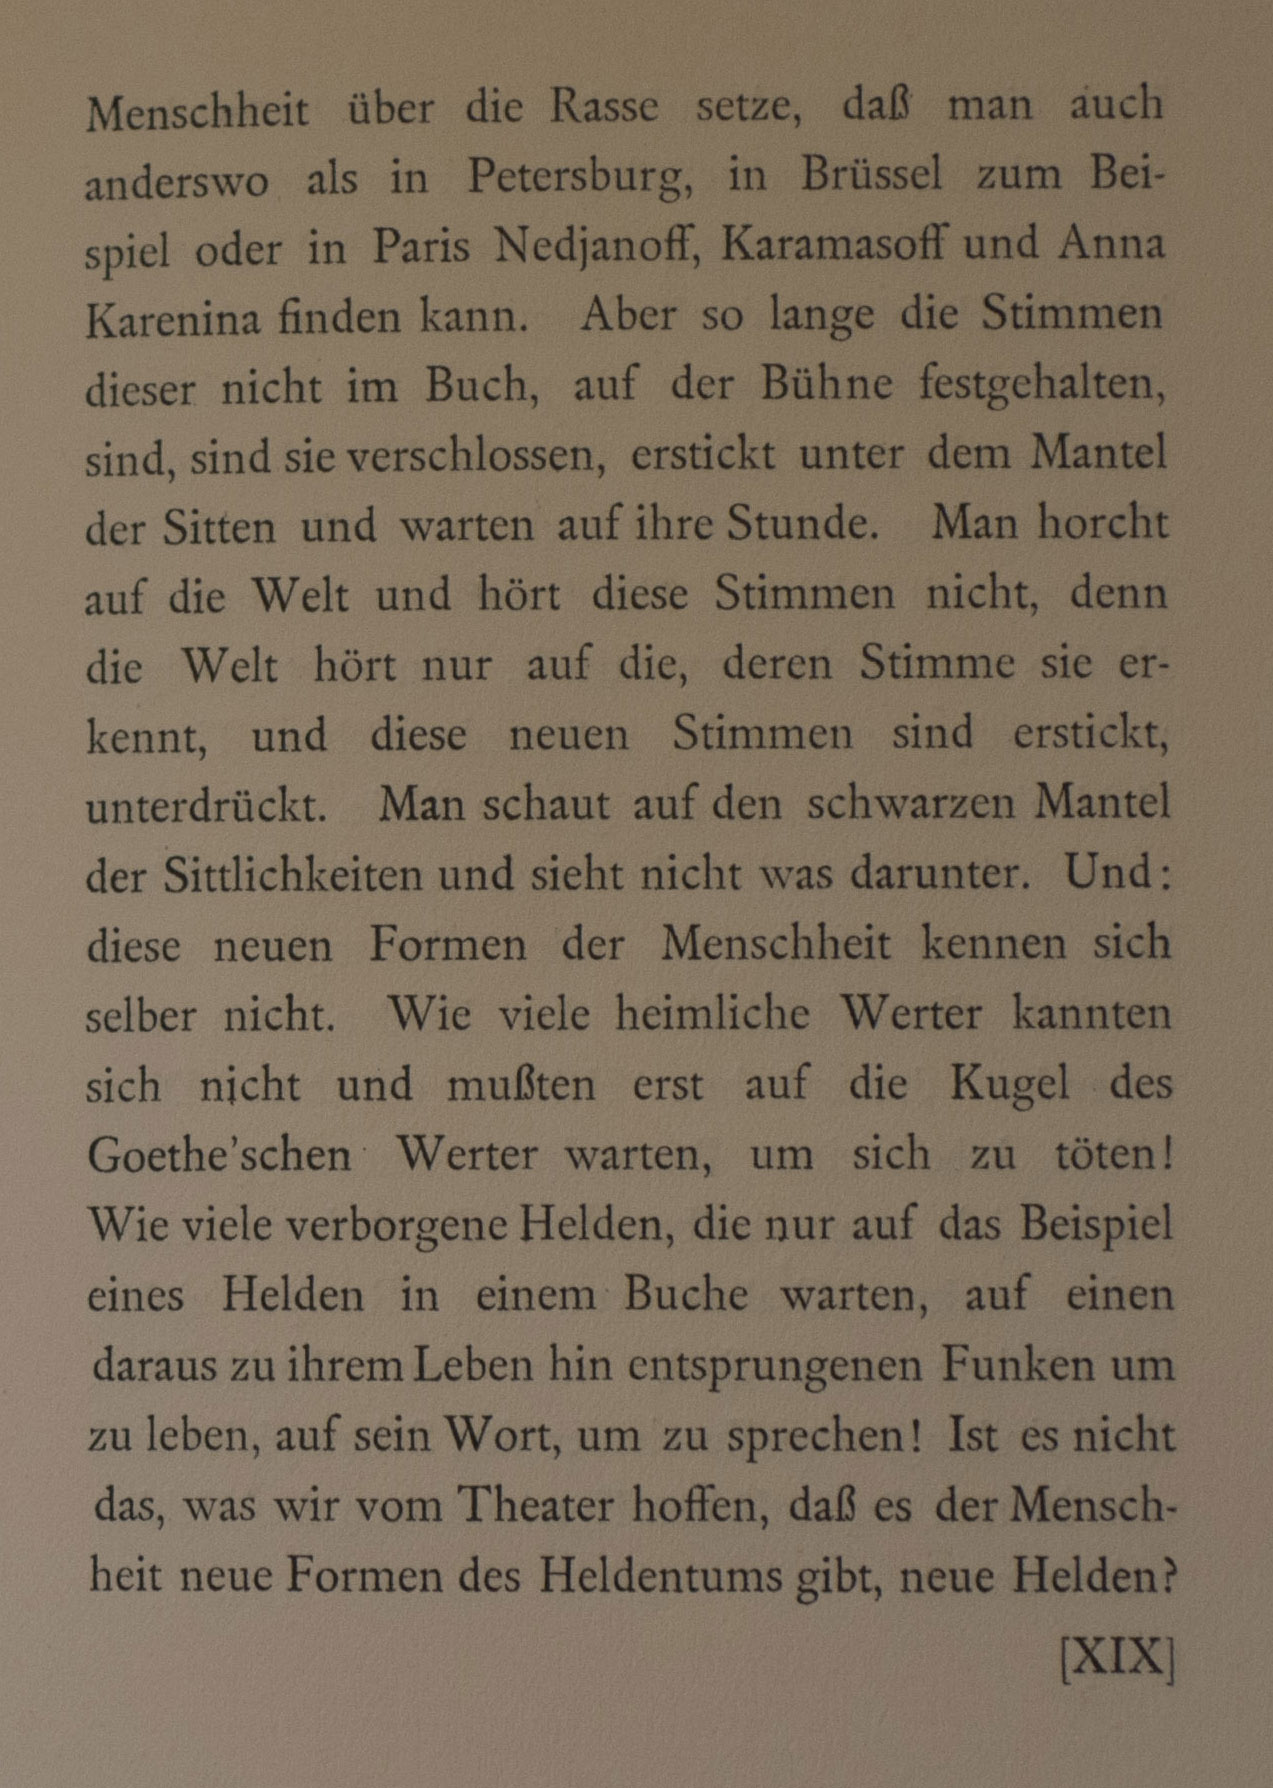 Menschheit über die Rasse setze, daß man auch
anderswo als in Petersburg, in Brüssel zum Bei-
spiel oder in Paris Nedjanoff, Karamasoff und Anna
Karenina finden kann. Aber so lange die Stimmen
dieser nicht im Buch, auf der Bühne festgehalten,
sind, sind sie verschlossen, erstickt unter dem Mantel
der Sitten und warten auf ihre Stunde. Man horcht
auf die Welt und hört diese Stimmen nicht, denn
die Welt hört nur auf die, deren Stimme sie er-
kennt, und diese neuen Stimmen sind erstickt,
unterdrückt. Man schaut auf den schwarzen Mantel
der Sittlichkeiten und sieht nicht was darunter. Und:
diese neuen Formen der Menschheit kennen sich
selber nicht. Wie viele heimliche Werter kannten
sich nicht und mußten erst auf die Kugel des
Goethe'schen Werter warten, um sich zu töten!
Wie viele verborgene Helden, die nur auf das Beispiel
eines Helden in einem Buche warten, auf einen
daraus zu ihrem Leben hin entsprungenen Funken um
zu leben, auf sein Wort, um zu sprechen! Ist es nicht
das, was wir vom Theater hoffen, daß es der Mensch-
heit neue Formen des Heldentums gibt, neue Helden?
[XIX]